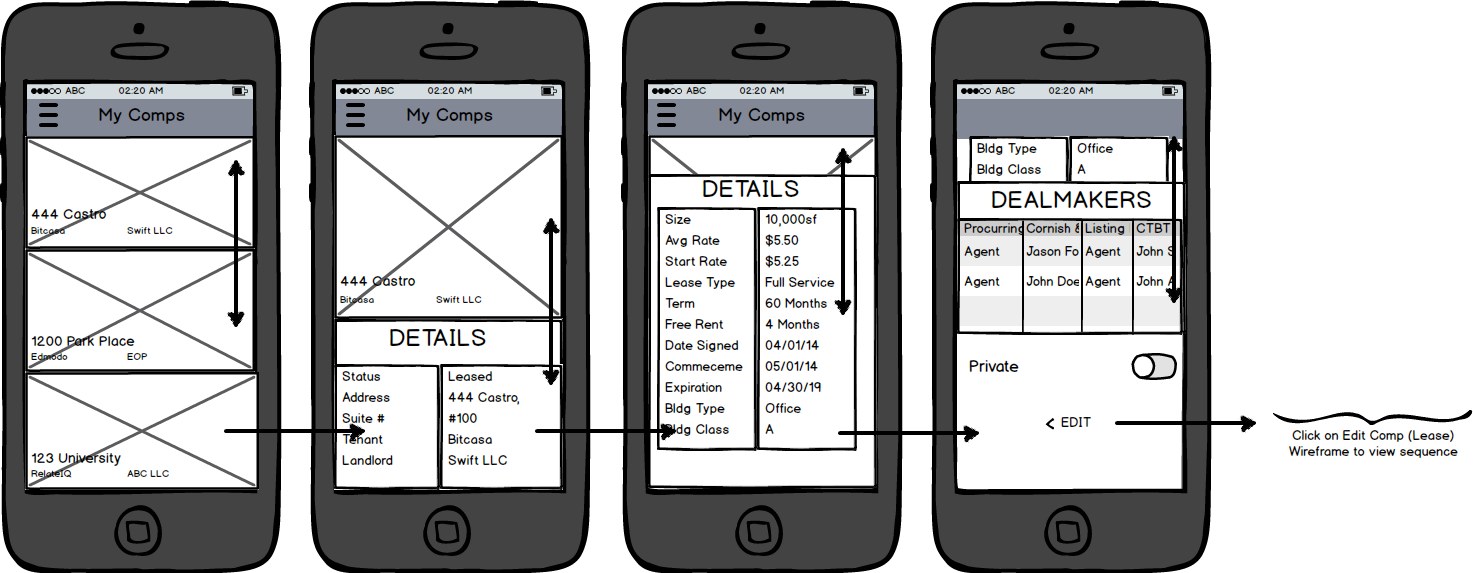 ABC 02:20 AM
My Comps
444 Castro
Bitcasa Swift LLC
1200 Park Place
Edmodo EOP
123 University
RelateIQ ABC LLC
ABC 02:20 AM
My Comps
444 Castro
Bitcasa Swift LLC
DETAILS
Status Leased
Address 444 Castro,
Suite # #100
Tenant Bitcasa
Landlord Swift LLC
ABC 02:20 AM
My Comps
DETAILS
Size 10,000sf
Avg Rate $5.50
Start Rate $5.25
Lease Type Full Service
Term 60 Months
Free Rent 4 Months
Date Signed 04/01/14
Commeceme 05/01/14
Expiration 04/30/19
Bldg Type Office
Bldg Class A
ABC 02:20 AM
Bldg Type Office
Bldg Class A
DEALMAKERS
Procurring Cornish & Listing CTBT
Agent Jason Fo Agent John S
Agent John Doe Agent John A
Private
< EDIT
Click on Edit Comp (Lease)
Wireframe to view sequence